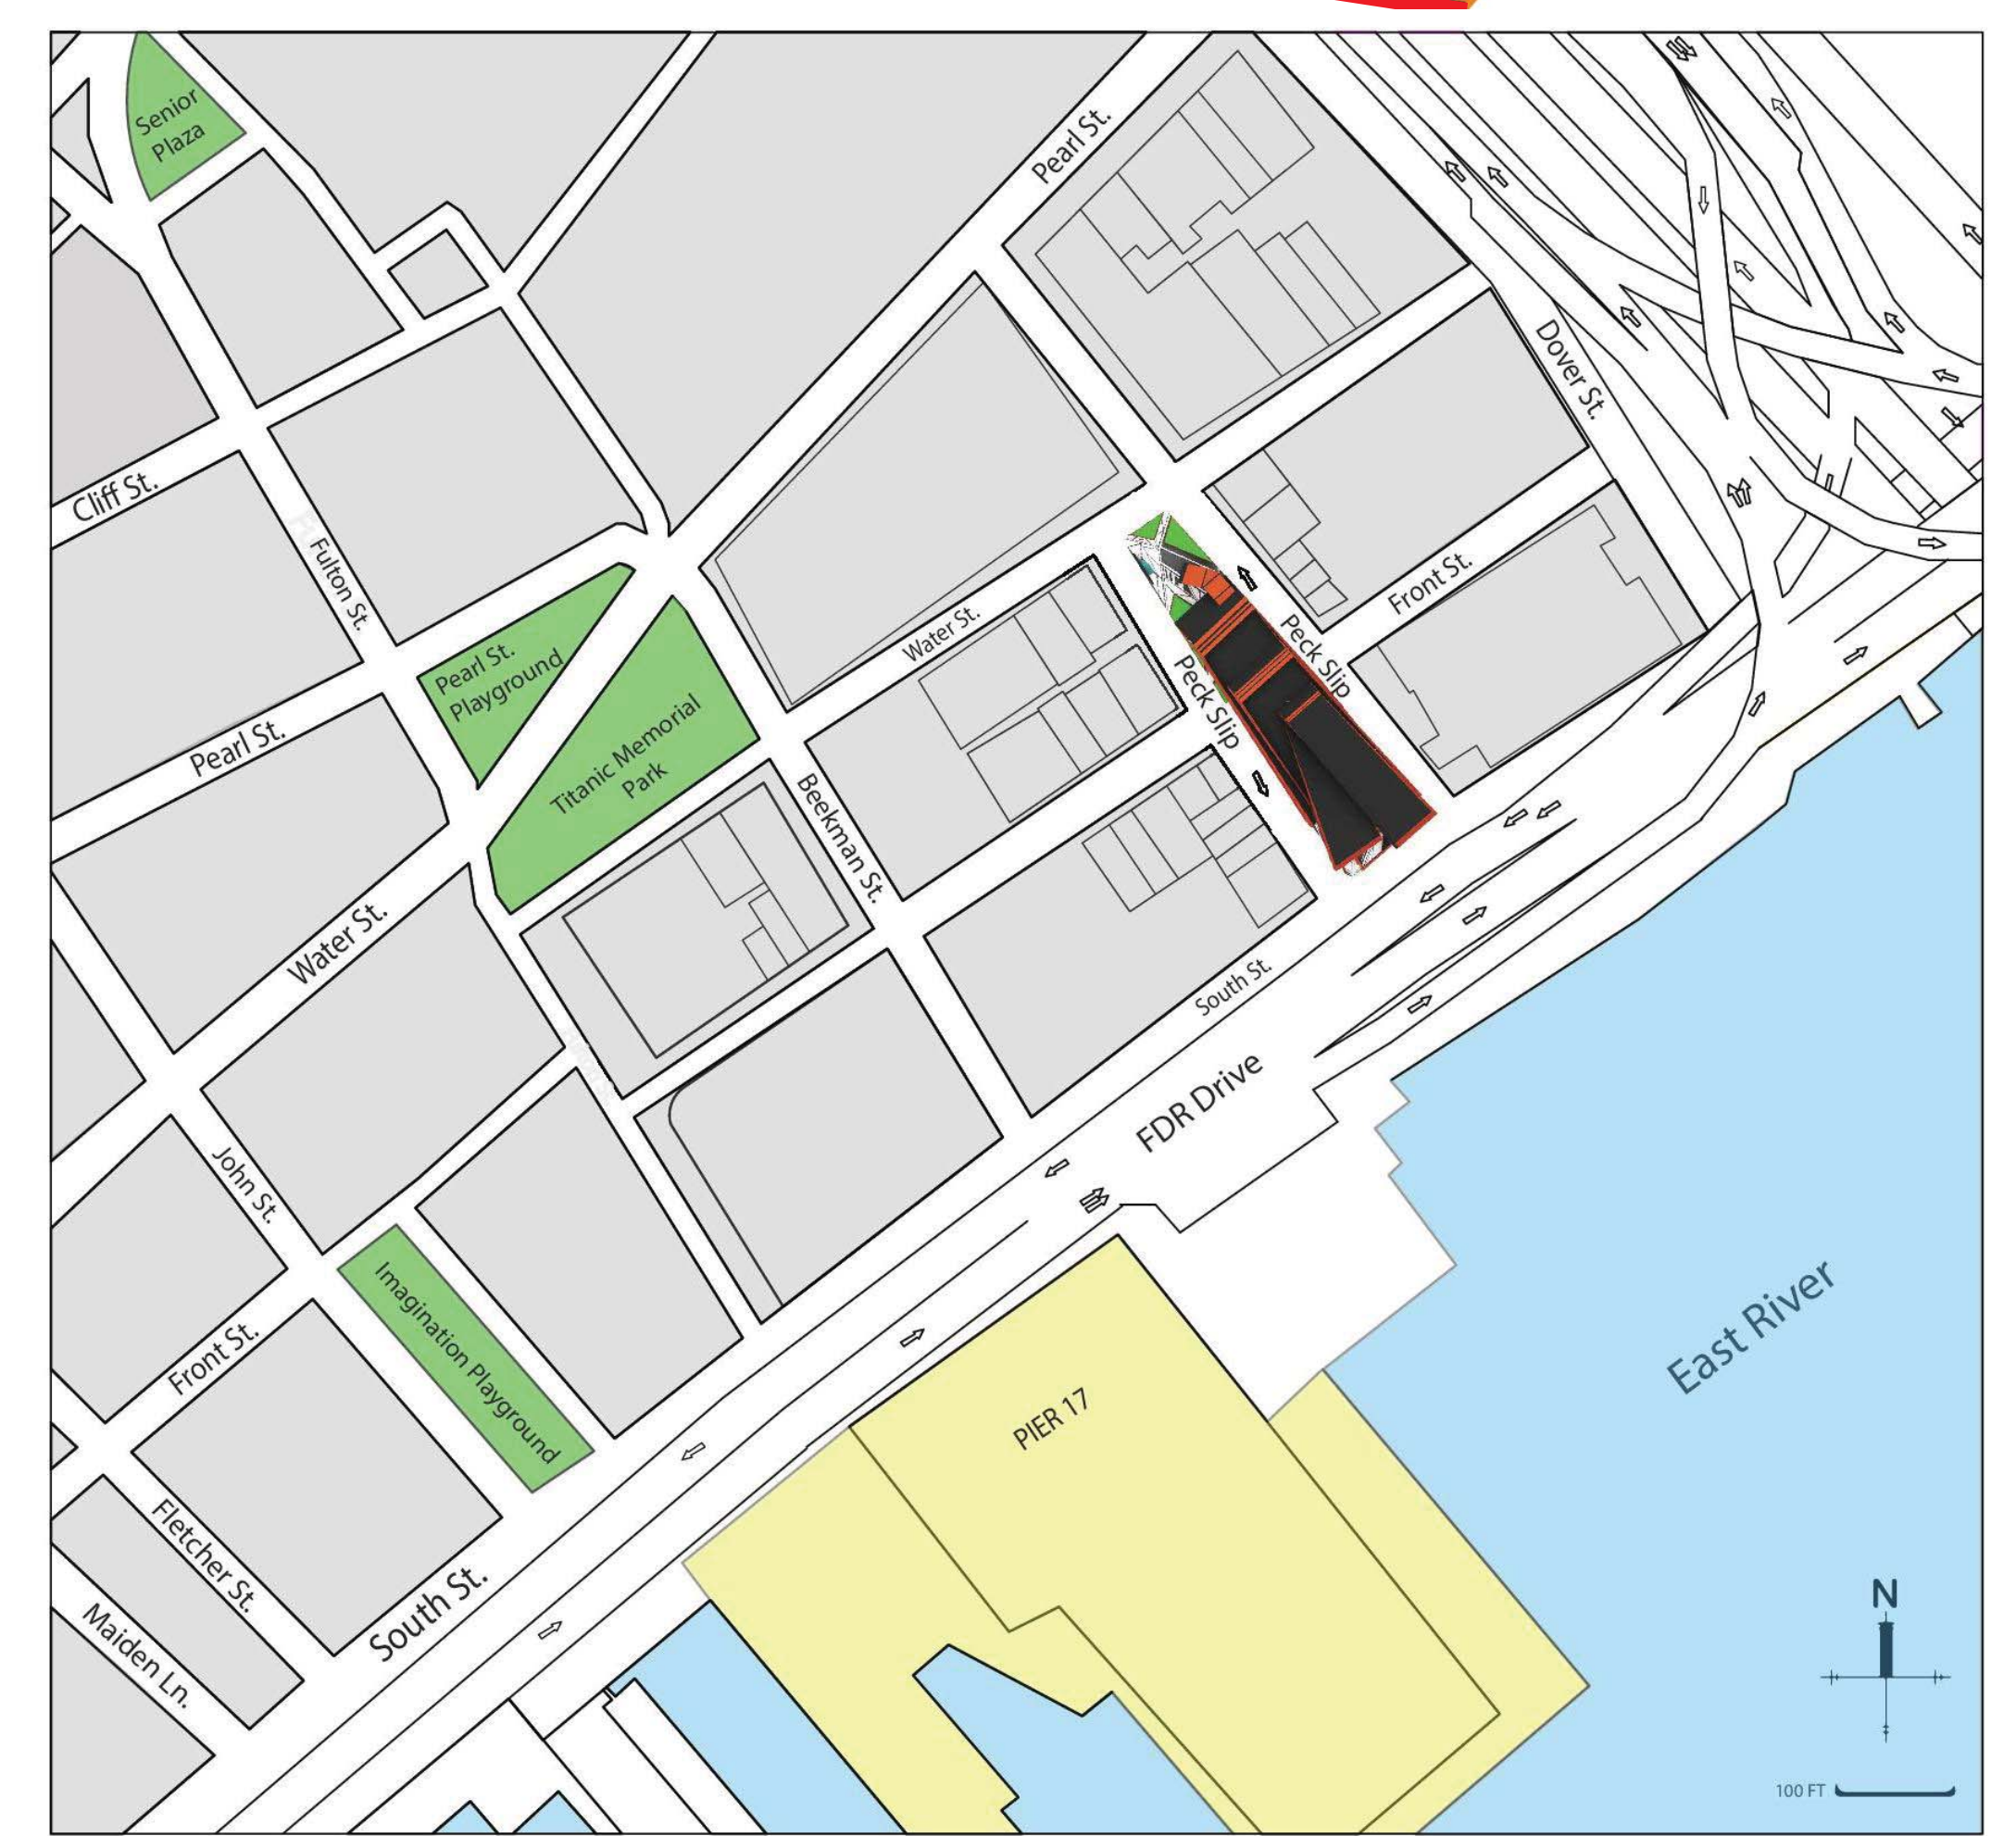 Senior
Plaza
Pearl St.
Dover St.
Cliff St.
Fulton St.
Front St.
Water St.
Peck Slip
Peck Slip
Pearl St.
Playground
Titanic Memorial
Park
Pearl St.
Beekman St.
Water St.
South St.
FDR Drive
John St.
Imagination Playground
Front St.
East River
PIER 17
Fletcher St.
South St.
Maiden Ln.
N
100 FT